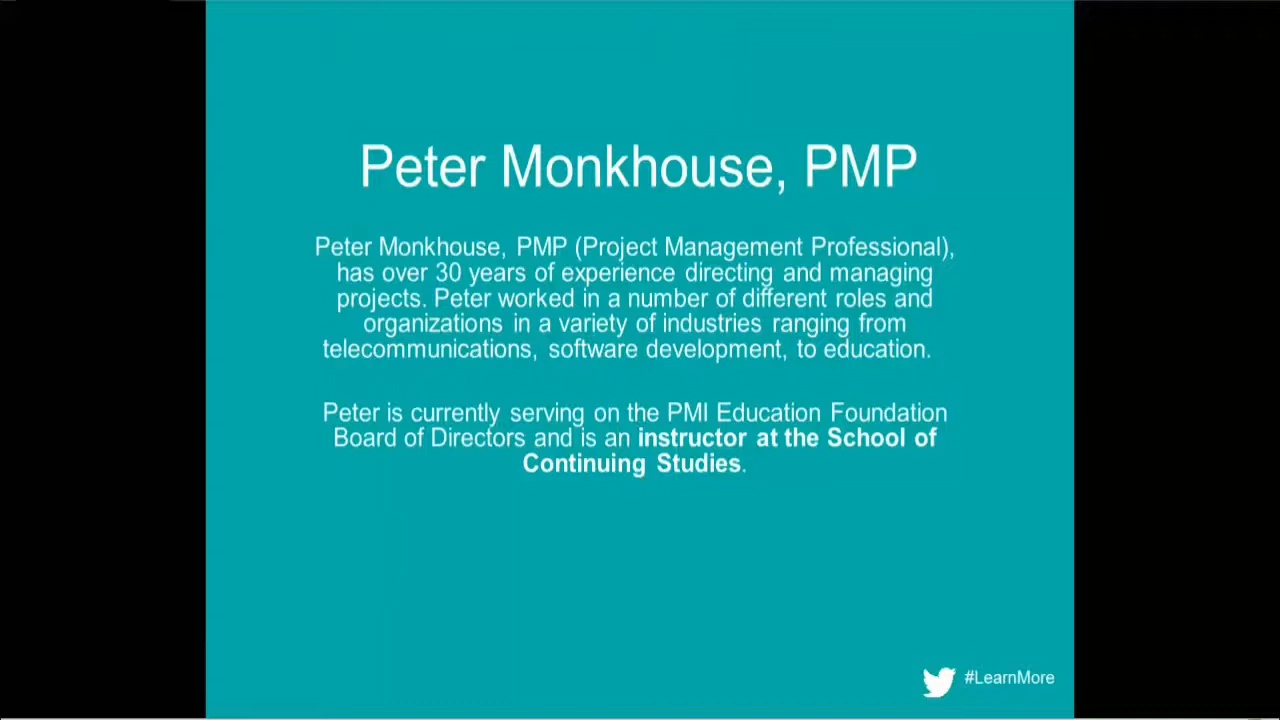 Peter Monkhouse, PMP
Peter Monkhouse, PMP (Project Management Professional),
has over 30 years of experience directing and managing
projects. Peter worked in a number of different roles and
organizations in a variety of industries ranging from
telecommunications, software development, to education.
Peter is currently serving on the PMI Education Foundation
Board of Directors and is an instructor at the School of
Continuing Studies.
#LearnMore